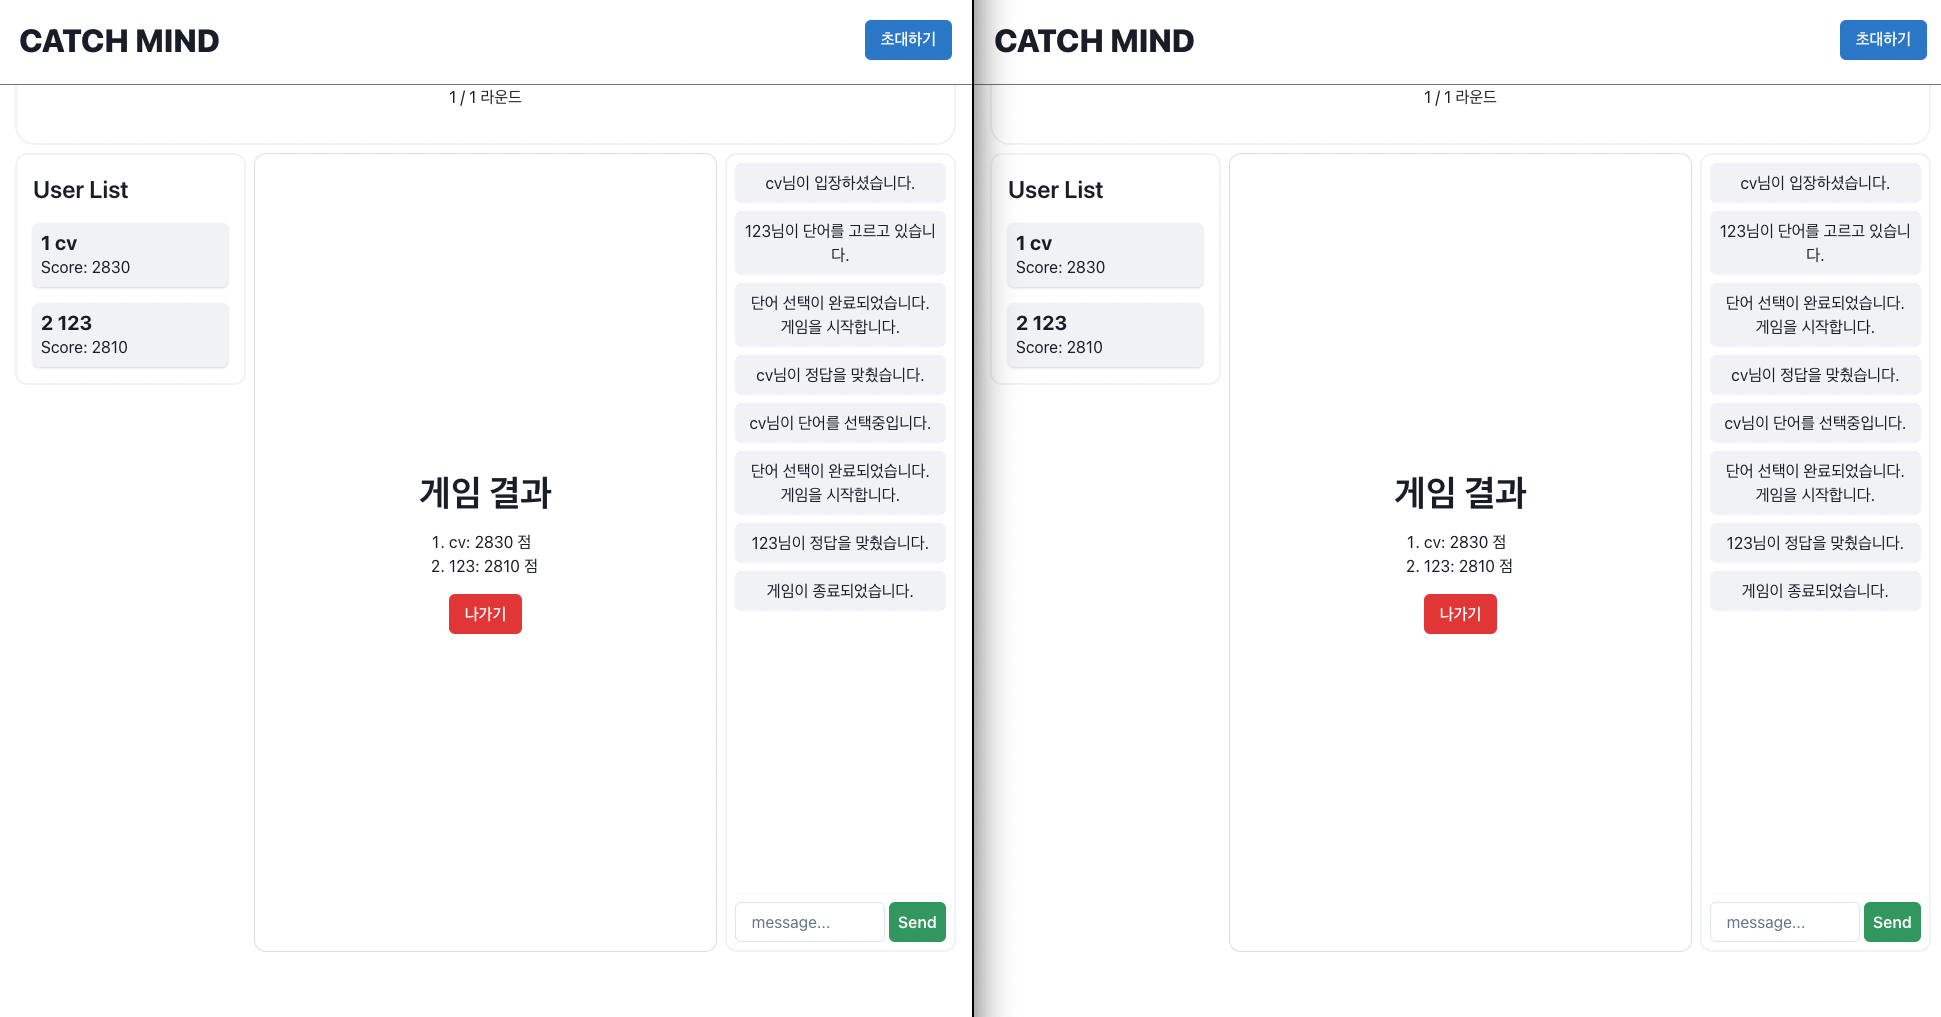 CATCH MIND
초대하기
1 / 1 라운드
User List
1 cv
Score: 2830
2 123
Score: 2810
게임 결과
1. cv: 2830 점
2. 123: 2810 점
나가기
cv님이 입장하셨습니다.
123님이 단어를 고르고 있습니
다.
단어 선택이 완료되었습니다.
게임을 시작합니다.
cv님이 정답을 맞췄습니다.
cv님이 단어를 선택중입니다.
단어 선택이 완료되었습니다.
게임을 시작합니다.
123님이 정답을 맞췄습니다.
게임이 종료되었습니다.
message...
Send
CATCH MIND
초대하기
1 / 1 라운드
User List
1 cv
Score: 2830
2 123
Score: 2810
게임 결과
1. cv: 2830 점
2. 123: 2810 점
나가기
cv님이 입장하셨습니다.
123님이 단어를 고르고 있습니
다.
단어 선택이 완료되었습니다.
게임을 시작합니다.
cv님이 정답을 맞췄습니다.
cv님이 단어를 선택중입니다.
단어 선택이 완료되었습니다.
게임을 시작합니다.
123님이 정답을 맞췄습니다.
게임이 종료되었습니다.
message...
Send